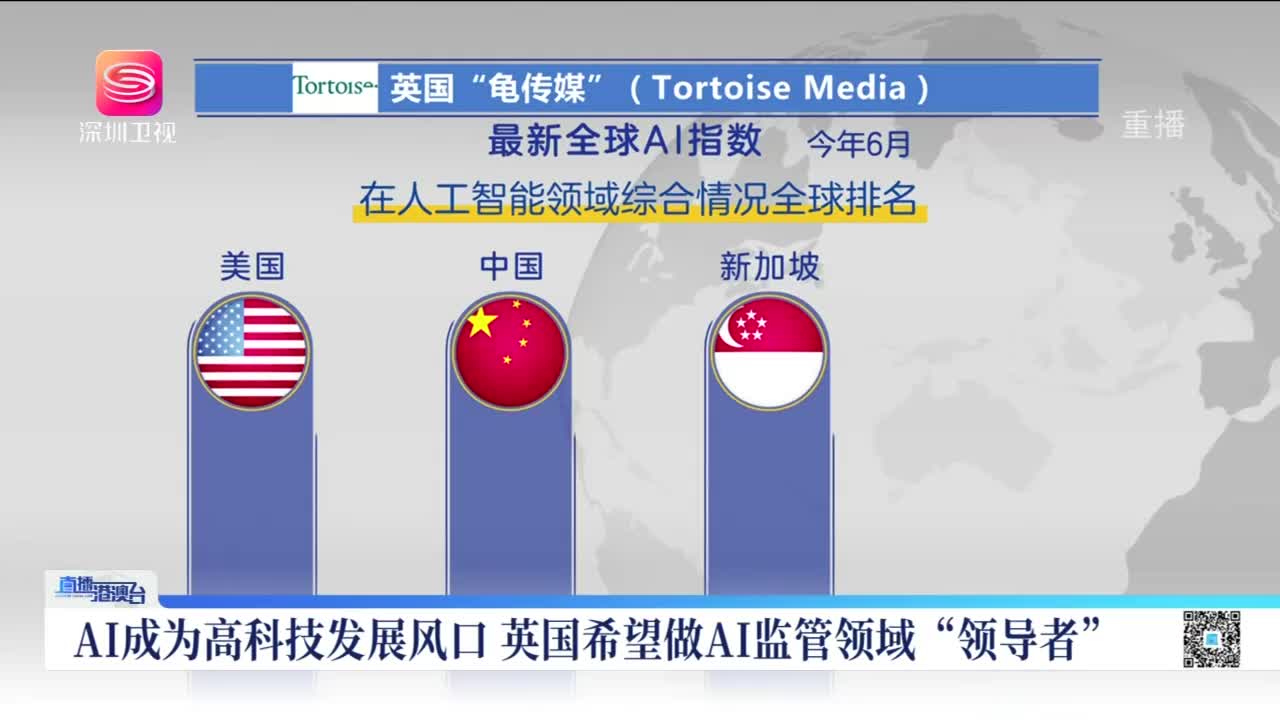 深圳卫视
Tortoise
英国“龟传媒”（Tortoise Media）
重播
最新全球AI指数 今年6月
在人工智能领域综合情况全球排名
美国 中国 新加坡
直播港澳台
AI成为高科技发展风口 英国希望做AI监管领域“领导者”